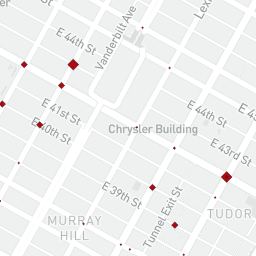 E 44th St
Vanderbilt Ave
Lex
E 41st St
E 40th St
E 44th St
E 43rd St
Chrysler Building
E 39th St
Tunnel Exit St
MURRAY
HILL
TUDOR